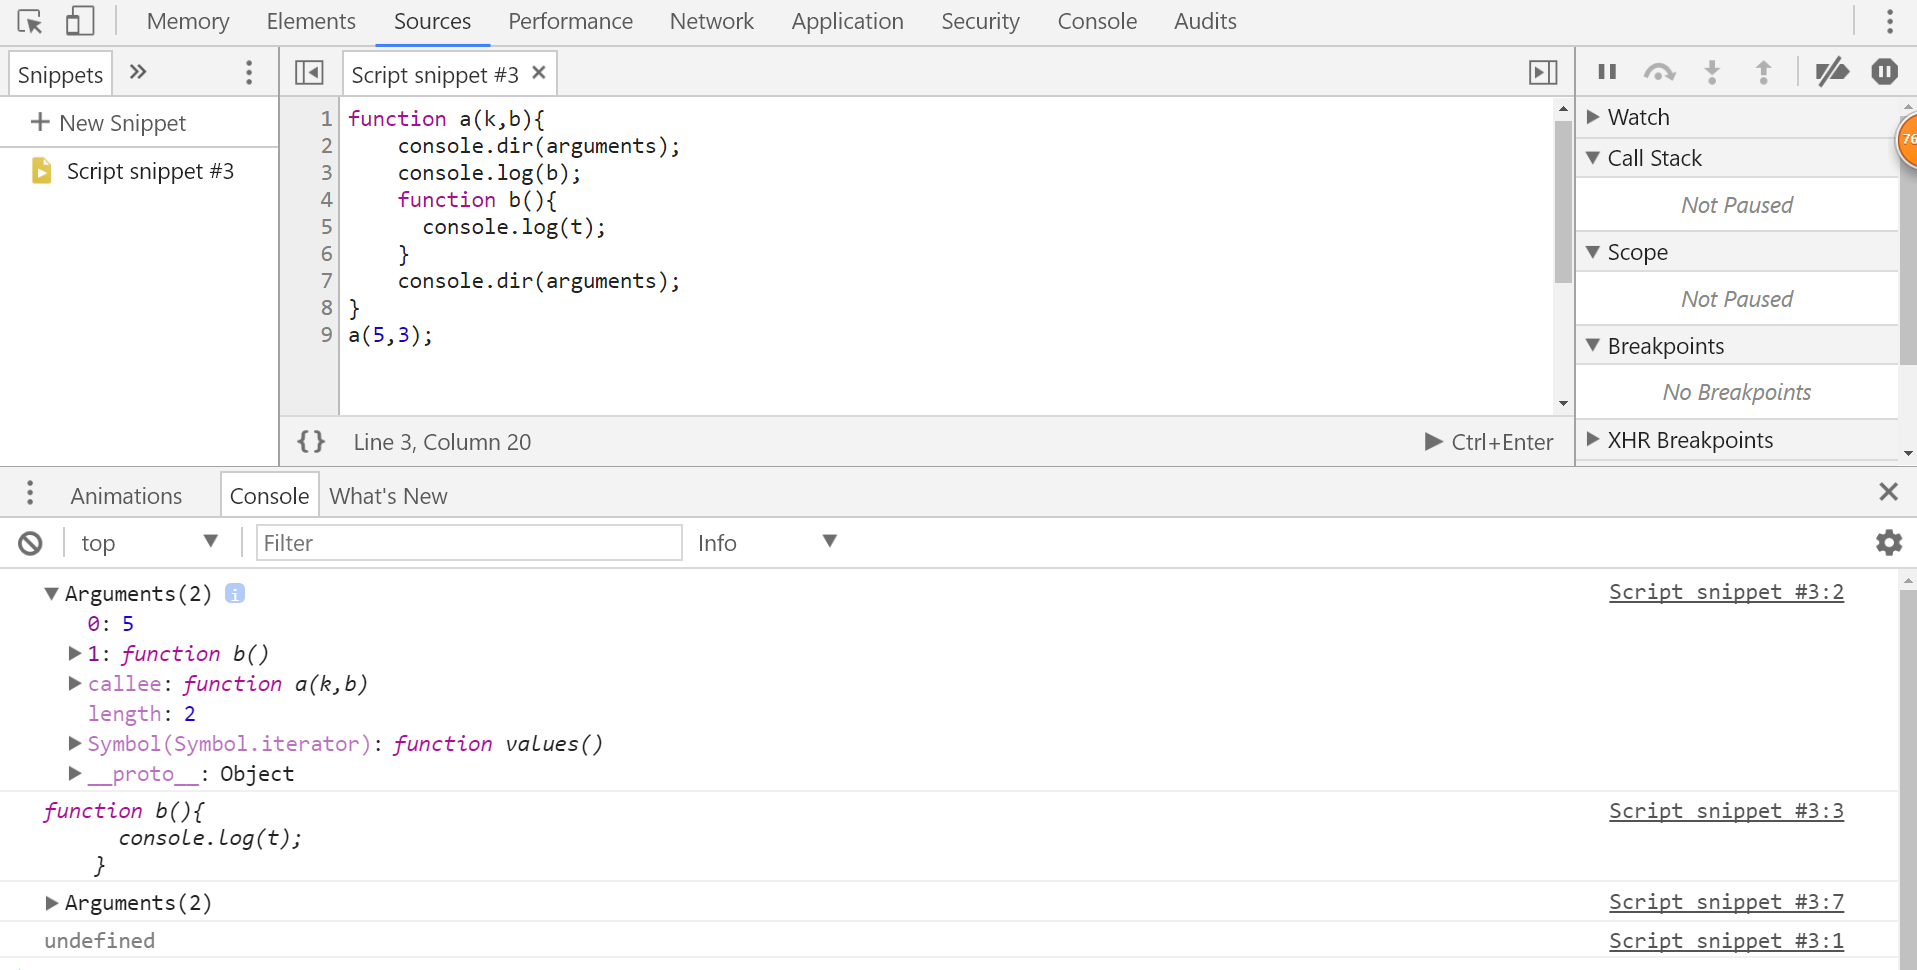 Memory Elements Sources Performance Network Application Security Console Audits
Snippets
Script snippet #3
New Snippet
Script snippet #3
1 function a(k,b){
2     console.dir(arguments);
3     console.log(b);
4     function b(){
5       console.log(t);
6     }
7     console.dir(arguments);
8 }
9 a(5,3);
{} Line 3, Column 20
Ctrl+Enter
Watch
Call Stack
Not Paused
Scope
Not Paused
Breakpoints
No Breakpoints
XHR Breakpoints
76
Animations Console What's New
top Filter Info
Arguments(2) i Script snippet #3:2
0: 5
1: function b()
callee: function a(k,b)
length: 2
Symbol(Symbol.iterator): function values()
__proto__: Object
function b(){ Script snippet #3:3
console.log(t);
}
Arguments(2) Script snippet #3:7
undefined Script snippet #3:1